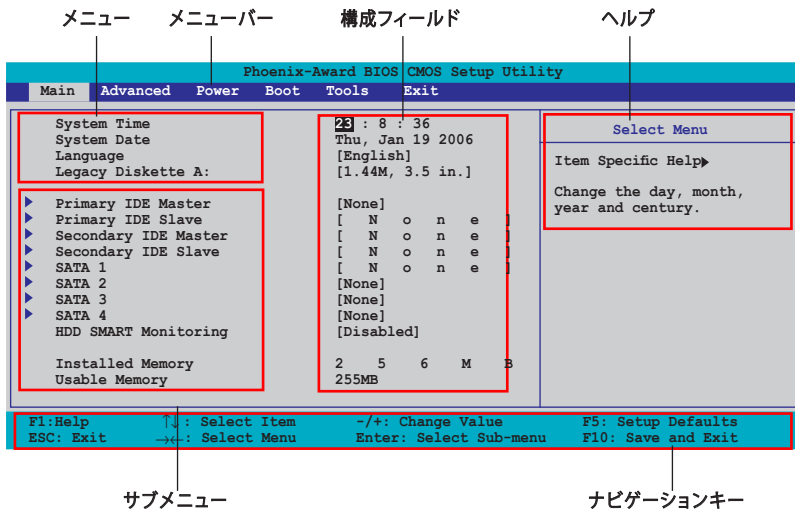 メニュー メニューバー 構成フィールド ヘルプ
Phoenix-Award BIOS CMOS Setup Utility
Main Advanced Power Boot Tools Exit
System Time 23 : 8 : 36
System Date Thu, Jan 19 2006
Language [English]
Legacy Diskette A: [1.44M, 3.5 in.]
Primary IDE Master [None]
Primary IDE Slave [ N o n e ]
Secondary IDE Master [ N o n e ]
Secondary IDE Slave [ N o n e ]
SATA 1 [ N o n e ]
SATA 2 [None]
SATA 3 [None]
SATA 4 [None]
HDD SMART Monitoring [Disabled]
Installed Memory 2 5 6 M B
Usable Memory 255MB
Select Menu
Item Specific Help▶
Change the day, month,
year and century.
F1:Help ↑↓: Select Item -/+: Change Value F5: Setup Defaults
ESC: Exit →←: Select Menu Enter: Select Sub-menu F10: Save and Exit
サブメニュー ナビゲーションキー